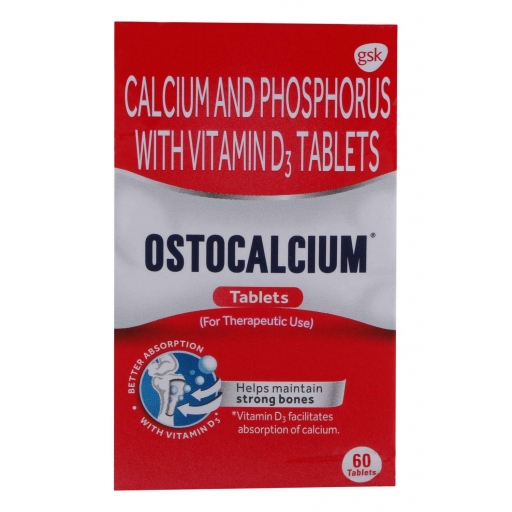 gsk
CALCIUM AND PHOSPHORUS
WITH VITAMIN D₃ TABLETS
OSTOCALCIUM®
Tablets
(For Therapeutic Use)
BETTER ABSORPTION
• WITH VITAMIN D₃*
Helps maintain
strong bones
*Vitamin D₃ facilitates
absorption of calcium.
60
Tablets